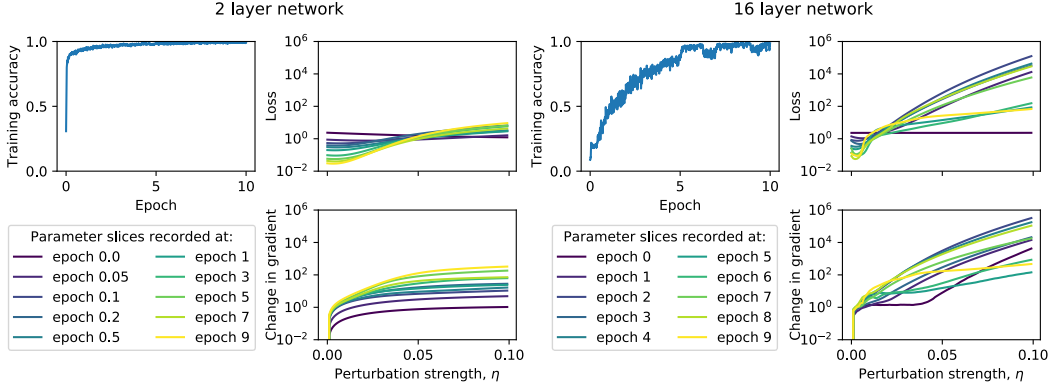 2 layer network
16 layer network
Training accuracy
1.0
0.5
0.0
0
5
10
Epoch
Loss
10^6
10^4
10^2
10^0
10^−2
Training accuracy
1.0
0.5
0.0
0
5
10
Epoch
Loss
10^6
10^4
10^2
10^0
10^−2
Parameter slices recorded at:
epoch 0.0
epoch 0.05
epoch 0.1
epoch 0.2
epoch 0.5
epoch 1
epoch 3
epoch 5
epoch 7
epoch 9
Change in gradient
10^6
10^4
10^2
10^0
10^−2
0.00
0.05
0.10
Perturbation strength, η
Parameter slices recorded at:
epoch 0
epoch 1
epoch 2
epoch 3
epoch 4
epoch 5
epoch 6
epoch 7
epoch 8
epoch 9
Change in gradient
10^6
10^4
10^2
10^0
10^−2
0.00
0.05
0.10
Perturbation strength, η